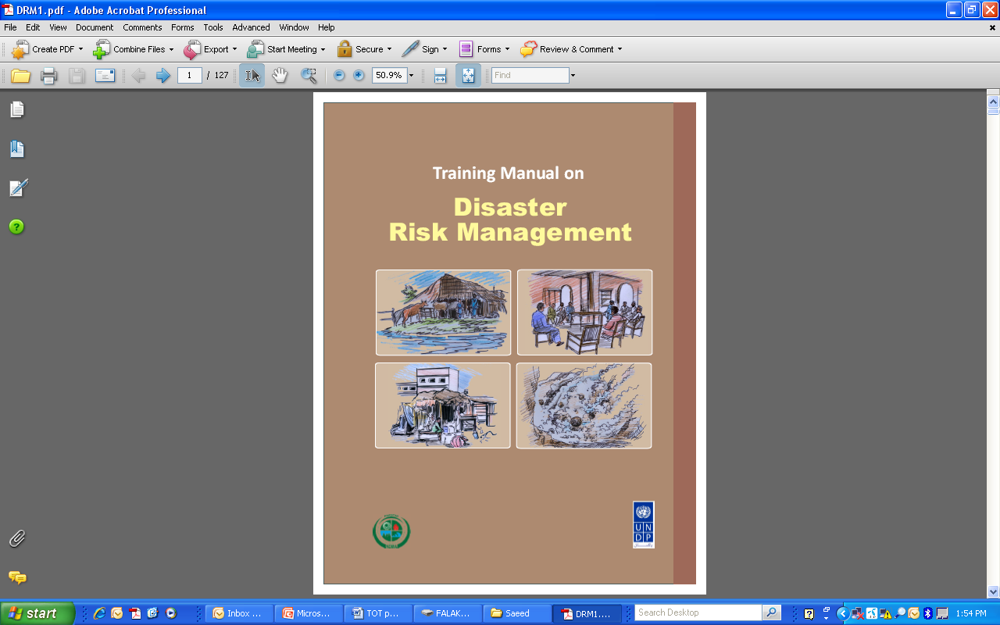 DRM1.pdf - Adobe Acrobat Professional
File Edit View Document Comments Forms Tools Advanced Window Help
Create PDF Combine Files Export Start Meeting Secure Sign Forms Review & Comment
1 / 127 50.9% Find
Training Manual on
Disaster
Risk Management
U N
D P
start Inbox ... Micros... TOT p... FALAK... Saeed DRM1.... Search Desktop 1:54 PM